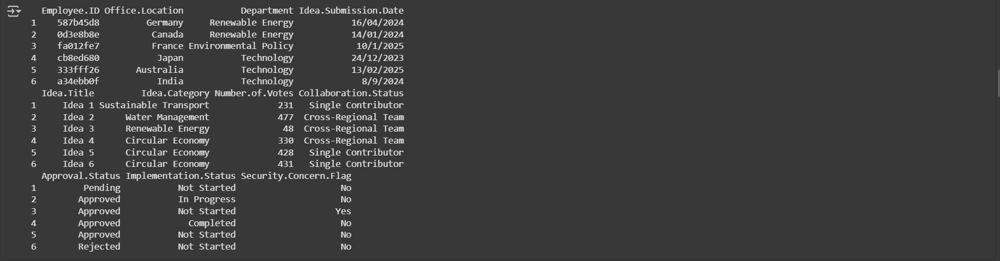 Employee.ID Office.Location Department Idea.Submission.Date
1 587b45d8 Germany Renewable Energy 16/04/2024
2 0d3e8b8e Canada Renewable Energy 14/01/2024
3 fa012fe7 France Environmental Policy 10/1/2025
4 cb8ed680 Japan Technology 24/12/2023
5 333fff26 Australia Technology 13/02/2025
6 a34ebb0f India Technology 8/9/2024
Idea.Title Idea.Category Number.of.Votes Collaboration.Status
1 Idea 1 Sustainable Transport 231 Single Contributor
2 Idea 2 Water Management 477 Cross-Regional Team
3 Idea 3 Renewable Energy 48 Cross-Regional Team
4 Idea 4 Circular Economy 330 Cross-Regional Team
5 Idea 5 Circular Economy 428 Single Contributor
6 Idea 6 Circular Economy 431 Single Contributor
Approval.Status Implementation.Status Security.Concern.Flag
1 Pending Not Started No
2 Approved In Progress No
3 Approved Not Started Yes
4 Approved Completed No
5 Approved Not Started No
6 Rejected Not Started No